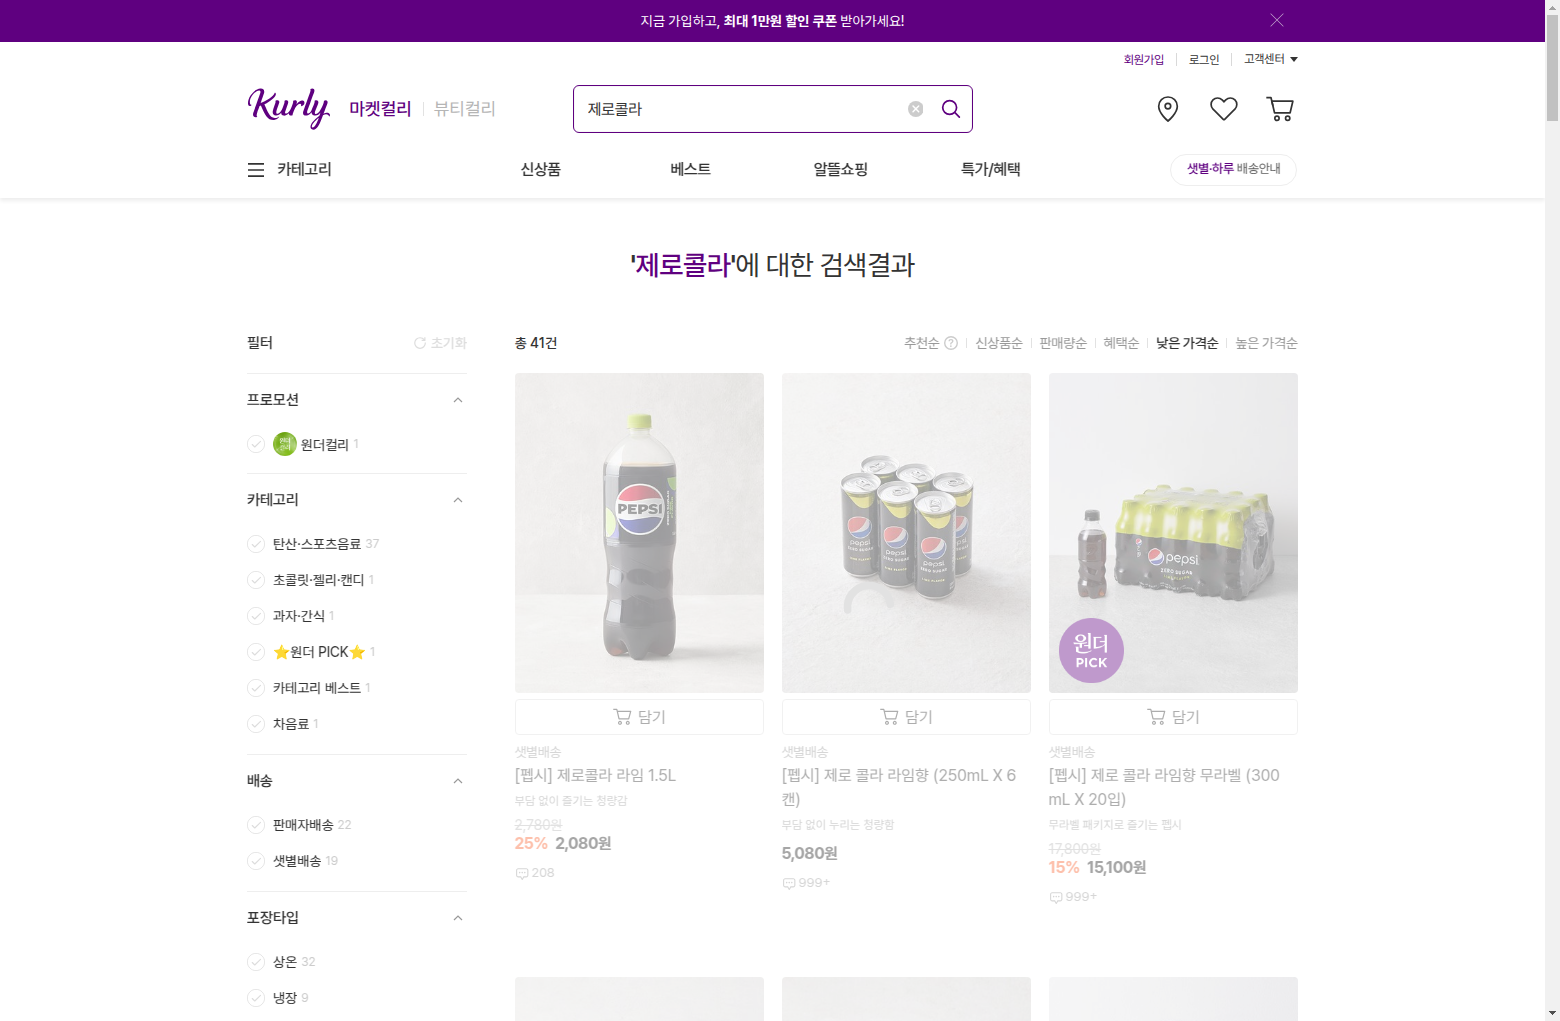 지금 가입하고, 최대 1만원 할인 쿠폰 받아가세요!
회원가입
로그인
고객센터
Kurly
마켓컬리
뷰티컬리
제로콜라
카테고리
신상품
베스트
알뜰쇼핑
특가/혜택
샛별·하루 배송안내
'제로콜라'에 대한 검색결과
필터
초기화
총 41건
추천순
신상품순
판매량순
혜택순
낮은 가격순
높은 가격순
프로모션
원더컬리 1
카테고리
탄산·스포츠음료 37
초콜릿·젤리·캔디 1
과자·간식 1
⭐원더 PICK⭐ 1
카테고리 베스트 1
차음료 1
배송
판매자배송 22
샛별배송 19
포장타입
상온 32
냉장 9
PEPSI
담기
샛별배송
[펩시] 제로콜라 라임 1.5L
부담 없이 즐기는 청량감
2,780원
25% 2,080원
208
pepsi
pepsi
pepsi
담기
샛별배송
[펩시] 제로 콜라 라임향 (250mL X 6
캔)
부담 없이 누리는 청량함
5,080원
999+
pepsi
ZERO SUGAR
원더
PICK
담기
샛별배송
[펩시] 제로 콜라 라임향 무라벨 (300
mL X 20입)
무라벨 패키지로 즐기는 펩시
17,800원
15% 15,100원
999+